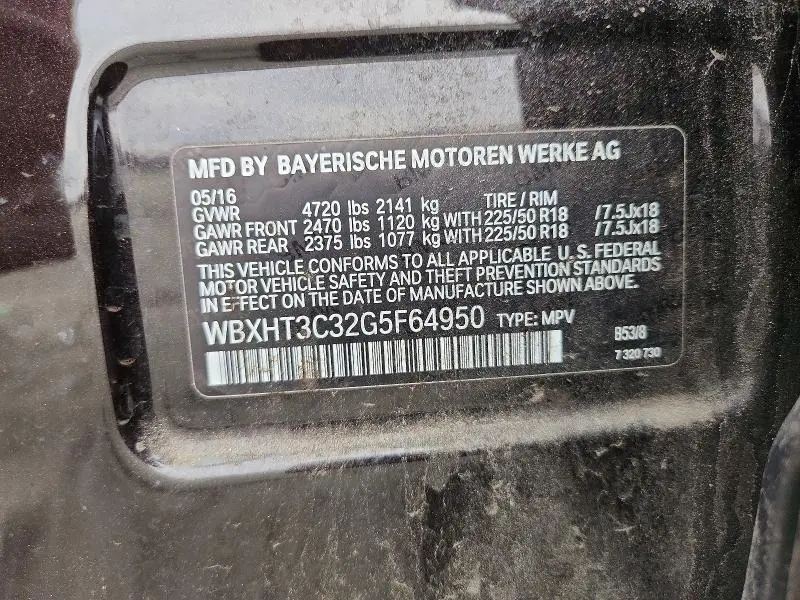 MFD BY BAYERISCHE MOTOREN WERKE AG
05/16 TIRE / RIM
GVWR 4720 lbs 2141 kg
GAWR FRONT 2470 lbs 1120 kg WITH 225/50 R18 /7.5Jx18
GAWR REAR 2375 lbs 1077 kg WITH 225/50 R18 /7.5Jx18
THIS VEHICLE CONFORMS TO ALL APPLICABLE U.S. FEDERAL
MOTOR VEHICLE SAFETY AND THEFT PREVENTION STANDARDS
IN EFFECT ON THE DATE OF MANUFACTURE SHOWN ABOVE.
WBXHT3C32G5F64950 TYPE: MPV B53/8
7 320 730